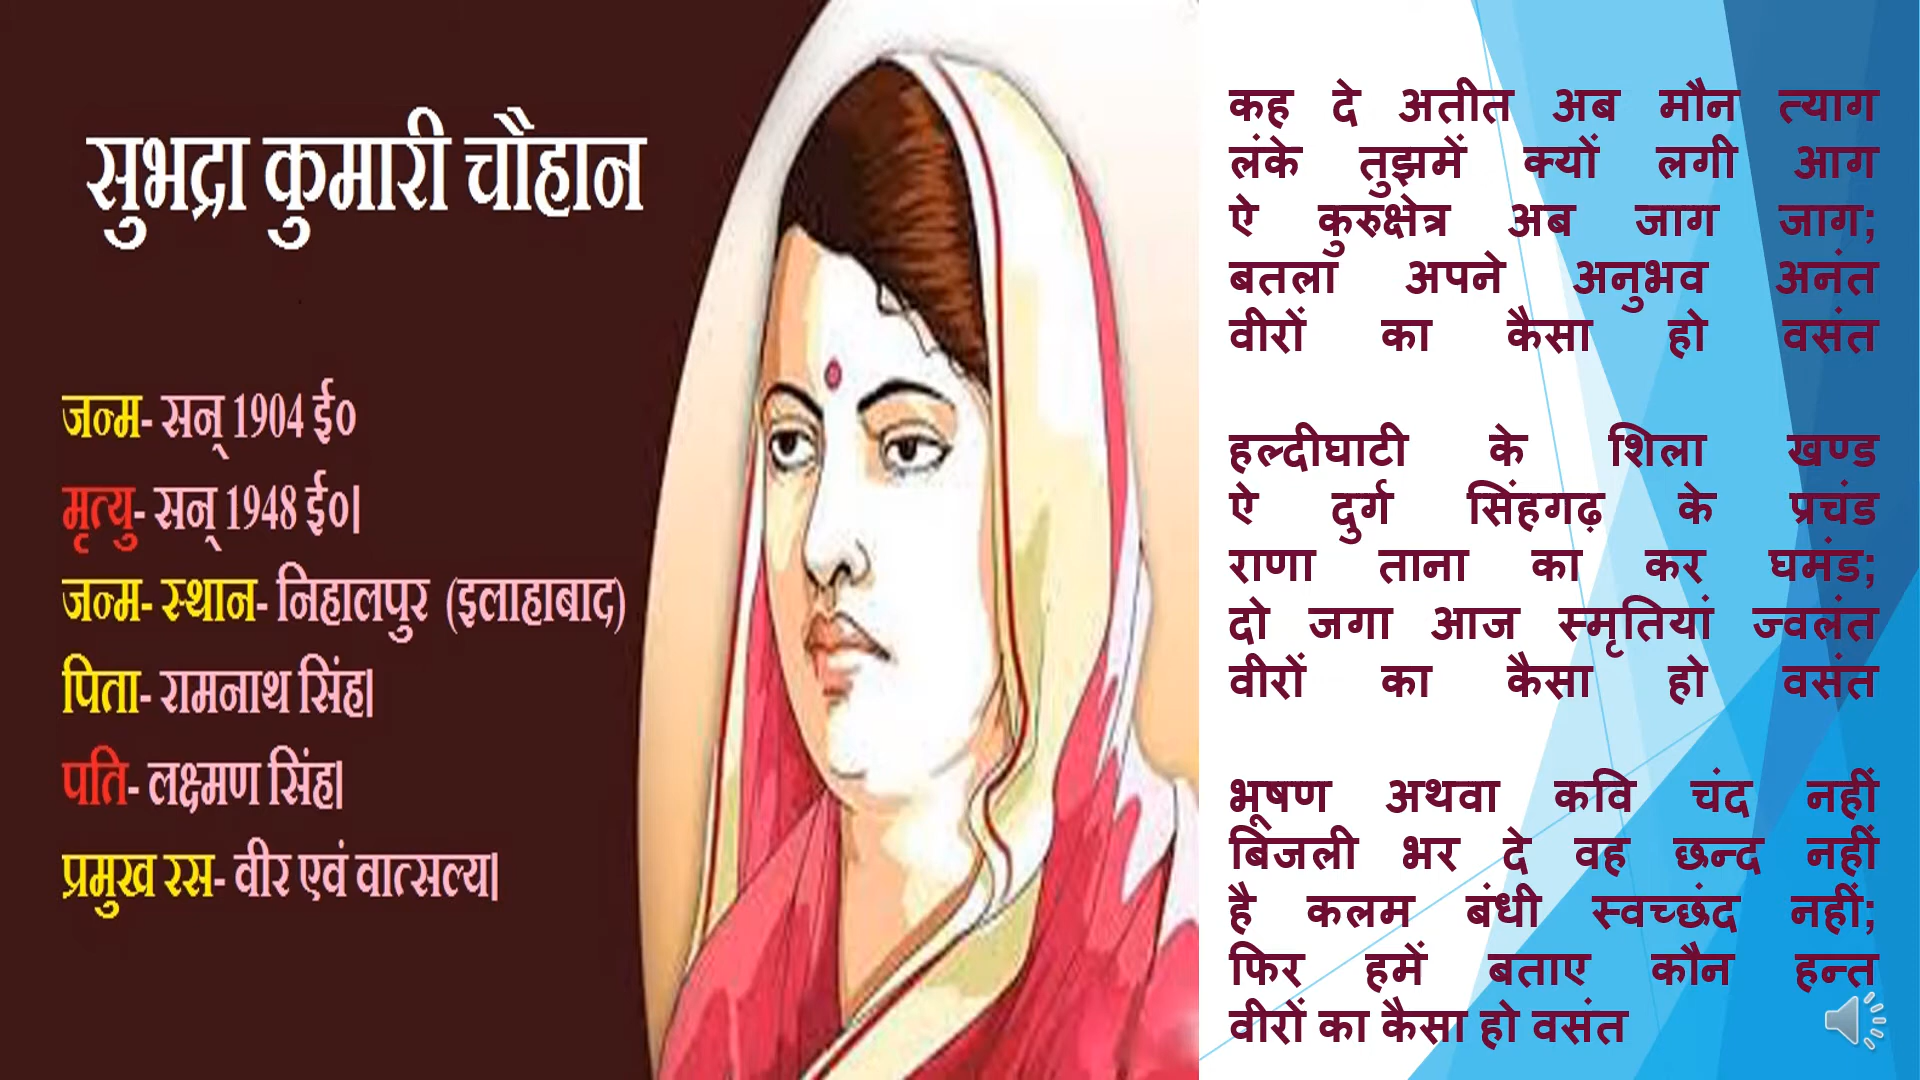 सुभद्रा कुमारी चौहान
जन्म- सन् 1904 ई०
मृत्यु- सन् 1948 ई०।
जन्म- स्थान- निहालपुर (इलाहाबाद)
पिता- रामनाथ सिंह।
पति- लक्ष्मण सिंह।
प्रमुख रस- वीर एवं वात्सल्य।
कह दे अतीत अब मौन त्याग
लंके तुझमें क्यों लगी आग
ऐ कुरुक्षेत्र अब जाग जाग;
बतला अपने अनुभव अनंत
वीरों का कैसा हो वसंत
हल्दीघाटी के शिला खण्ड
ऐ दुर्ग सिंहगढ़ के प्रचंड
राणा ताना का कर घमंड;
दो जगा आज स्मृतियां ज्वलंत
वीरों का कैसा हो वसंत
भूषण अथवा कवि चंद नहीं
बिजली भर दे वह छन्द नहीं
है कलम बंधी स्वच्छंद नहीं;
फिर हमें बताए कौन हन्त
वीरों का कैसा हो वसंत